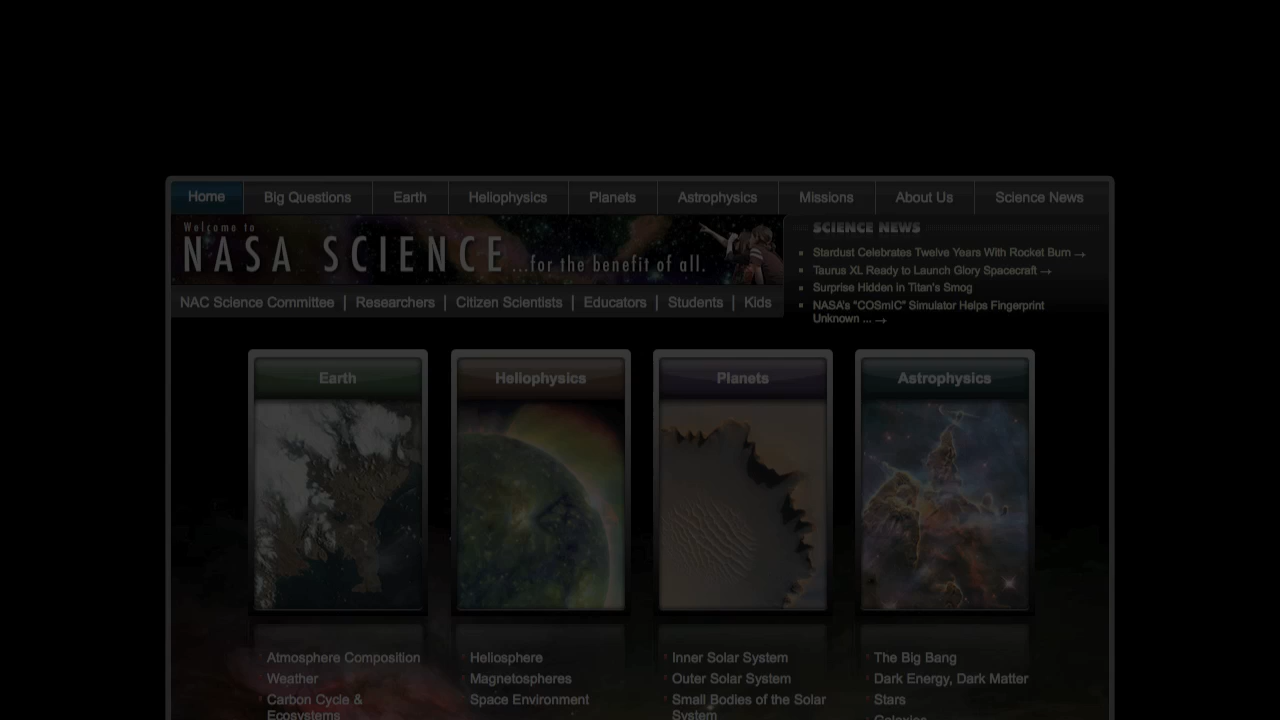 Home Big Questions Earth Heliophysics Planets Astrophysics Missions About Us Science News
Welcome to
NASA SCIENCE ...for the benefit of all.
NAC Science Committee | Researchers | Citizen Scientists | Educators | Students | Kids
SCIENCE NEWS
Stardust Celebrates Twelve Years With Rocket Burn →
Taurus XL Ready to Launch Glory Spacecraft →
Surprise Hidden in Titan's Smog
NASA's "COSmIC" Simulator Helps Fingerprint
Unknown ... →
Earth
Atmosphere Composition
Weather
Carbon Cycle &
Ecosystems
Heliophysics
Heliosphere
Magnetospheres
Space Environment
Planets
Inner Solar System
Outer Solar System
Small Bodies of the Solar
System
Astrophysics
The Big Bang
Dark Energy, Dark Matter
Stars
Galaxies